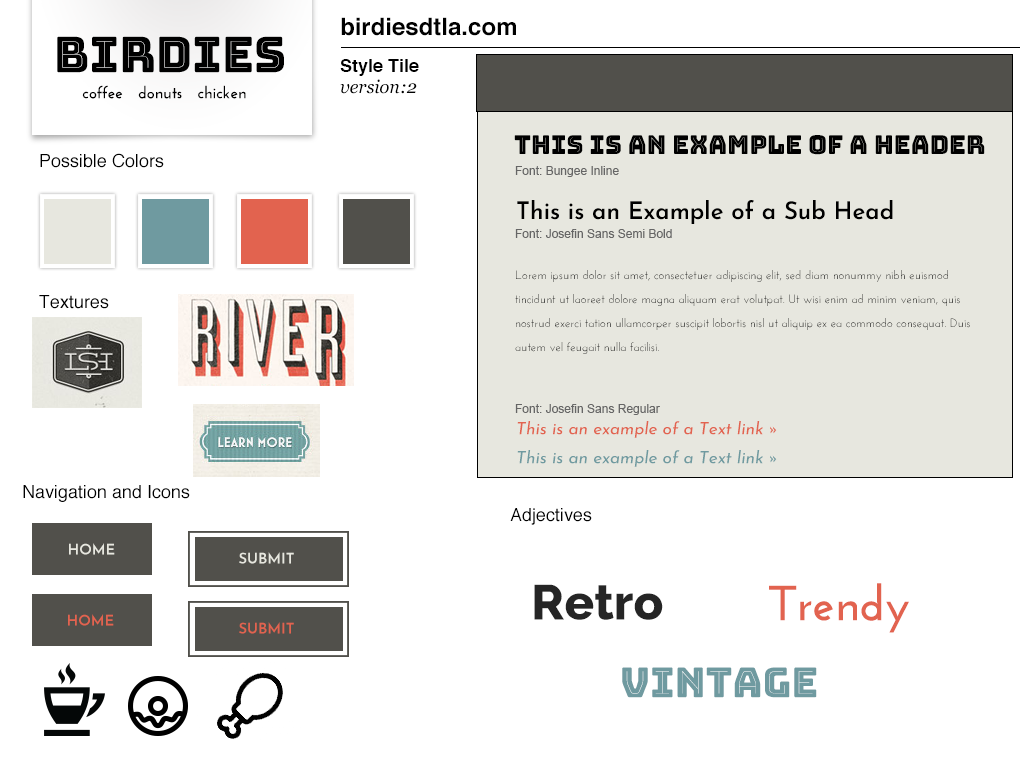 BIRDIES
coffee donuts chicken
birdiesdtla.com
Style Tile
version:2
Possible Colors
Textures
LSH
RIVER
LEARN MORE
Navigation and Icons
HOME
SUBMIT
HOME
SUBMIT
THIS IS AN EXAMPLE OF A HEADER
Font: Bungee Inline
This is an Example of a Sub Head
Font: Josefin Sans Semi Bold
Lorem ipsum dolor sit amet, consectetuer adipiscing elit, sed diam nonummy nibh euismod
tincidunt ut laoreet dolore magna aliquam erat volutpat. Ut wisi enim ad minim veniam, quis
nostrud exerci tation ullamcorper suscipit lobortis nisl ut aliquip ex ea commodo consequat. Duis
autem vel feugait nulla facilisi.
Font: Josefin Sans Regular
This is an example of a Text link »
This is an example of a Text link »
Adjectives
Retro
Trendy
VINTAGE